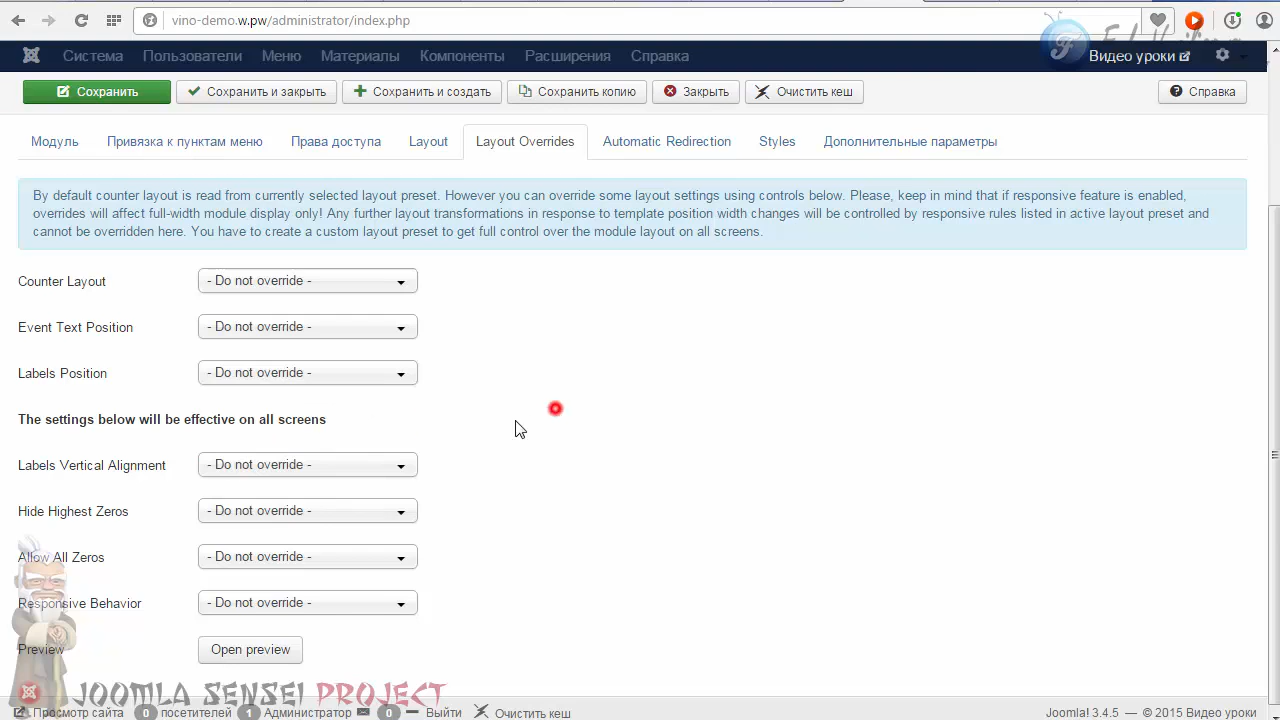 vino-demo.w.pw/administrator/index.php
Система Пользователи Меню Материалы Компоненты Расширения Справка Видео уроки
Сохранить Сохранить и закрыть Сохранить и создать Сохранить копию Закрыть Очистить кеш Справка
Модуль Привязка к пунктам меню Права доступа Layout Layout Overrides Automatic Redirection Styles Дополнительные параметры
By default counter layout is read from currently selected layout preset. However you can override some layout settings using controls below. Please, keep in mind that if responsive feature is enabled,
overrides will affect full-width module display only! Any further layout transformations in response to template position width changes will be controlled by responsive rules listed in active layout preset and
cannot be overridden here. You have to create a custom layout preset to get full control over the module layout on all screens.
Counter Layout - Do not override -
Event Text Position - Do not override -
Labels Position - Do not override -
The settings below will be effective on all screens
Labels Vertical Alignment - Do not override -
Hide Highest Zeros - Do not override -
Allow All Zeros - Do not override -
Responsive Behavior - Do not override -
Preview Open preview
JOOMLA SENSEI PROJECT
Просмотр сайта 0 посетителей 1 Администратор 0 Выйти Очистить кеш Joomla! 3.4.5 — © 2015 Видео уроки